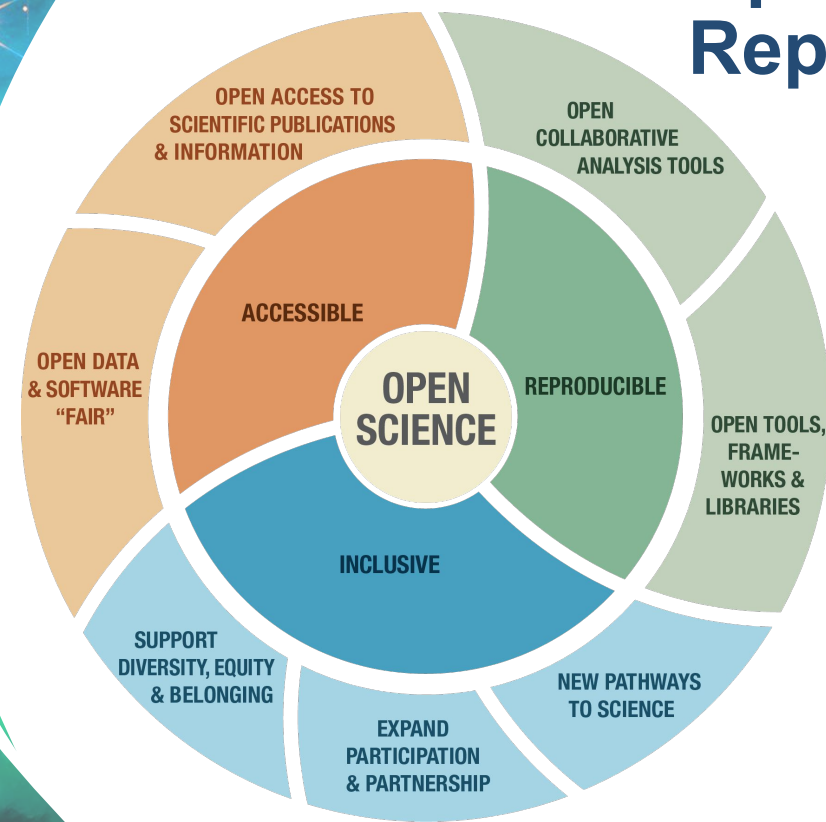 Rep
OPEN ACCESS TO
SCIENTIFIC PUBLICATIONS
& INFORMATION
OPEN
COLLABORATIVE
ANALYSIS TOOLS
ACCESSIBLE
OPEN DATA
& SOFTWARE
“FAIR”
OPEN
SCIENCE
REPRODUCIBLE
OPEN TOOLS,
FRAME-
WORKS &
LIBRARIES
INCLUSIVE
SUPPORT
DIVERSITY, EQUITY
& BELONGING
EXPAND
PARTICIPATION
& PARTNERSHIP
NEW PATHWAYS
TO SCIENCE